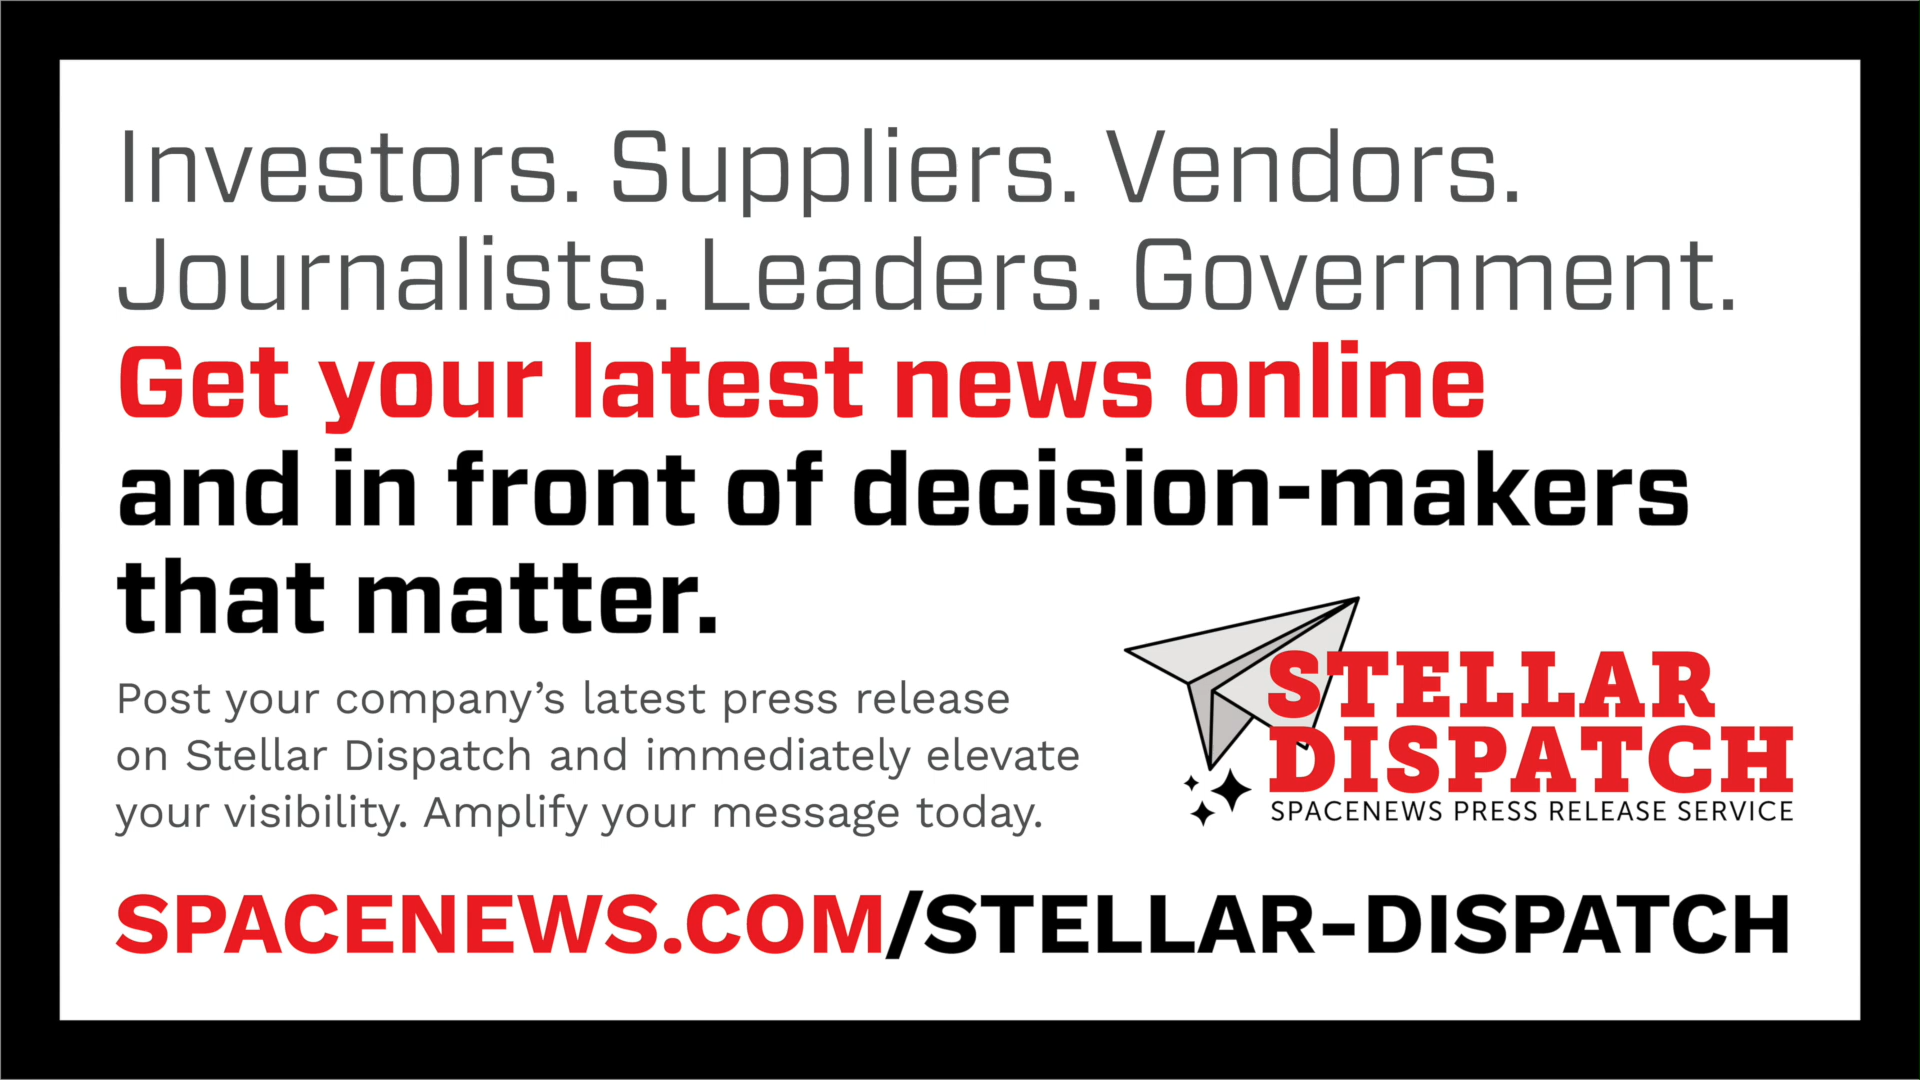 Investors. Suppliers. Vendors.
Journalists. Leaders. Government.
Get your latest news online
and in front of decision-makers
that matter.
Post your company’s latest press release
on Stellar Dispatch and immediately elevate
your visibility. Amplify your message today.
STELLAR
DISPATCH
SPACENEWS PRESS RELEASE SERVICE
SPACENEWS.COM/STELLAR-DISPATCH